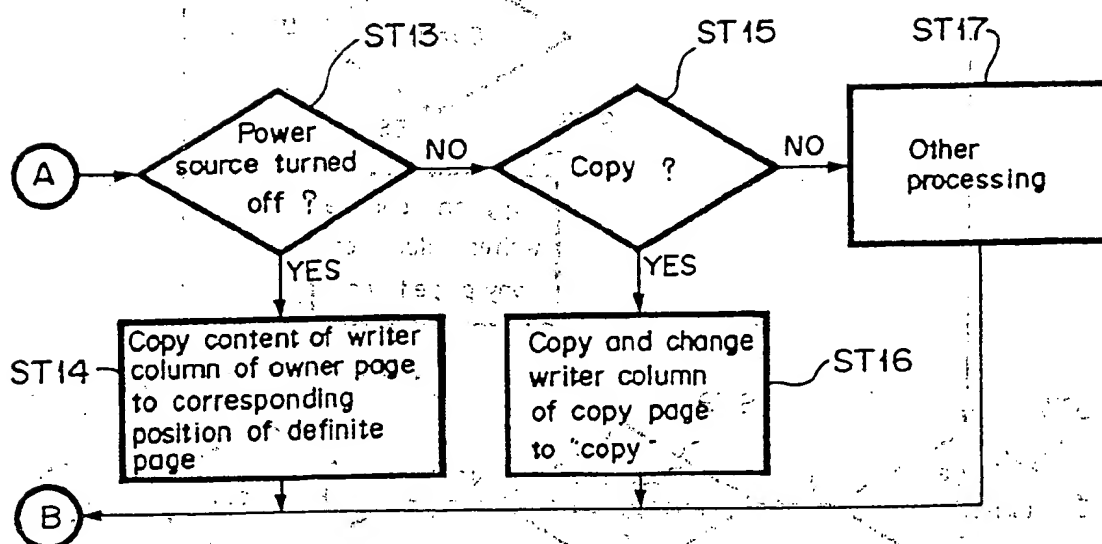 ST13
ST15
ST17
A
Power
source turned
off ?
NO
Copy ?
NO
Other
processing
YES
YES
ST14
Copy content of writer
column of owner page
to corresponding
position of definite
page
Copy and change
writer column
of copy page
to "copy"
ST16
B